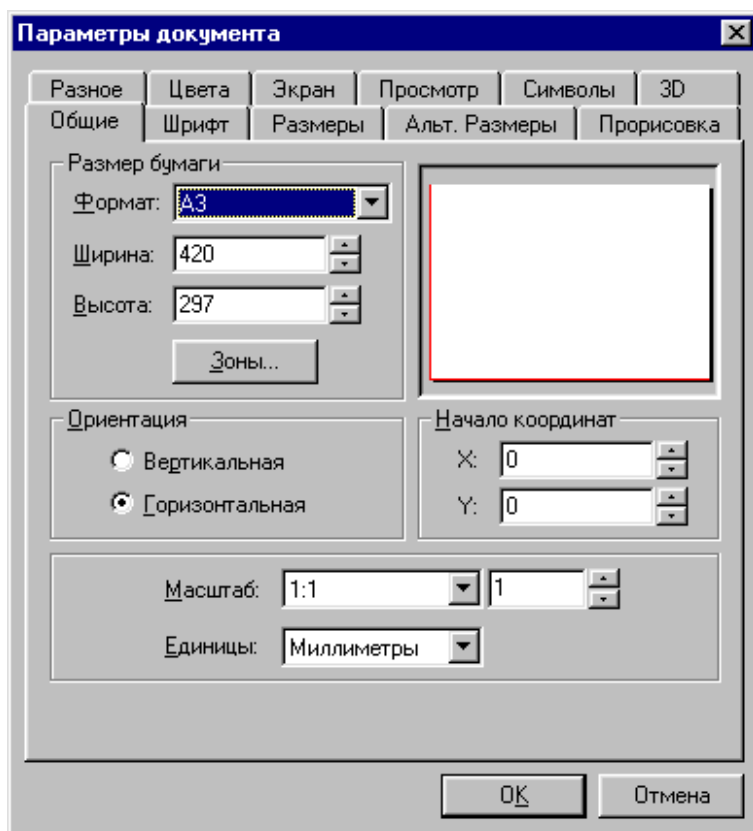 Параметры документа
Разное Цвета Экран Просмотр Символы 3D
Общие Шрифт Размеры Альт. Размеры Прорисовка
Размер бумаги
Формат: A3
Ширина: 420
Высота: 297
Зоны...
Ориентация
Вертикальная
Горизонтальная
Начало координат
X: 0
Y: 0
Масштаб: 1:1 1
Единицы: Миллиметры
OK Отмена